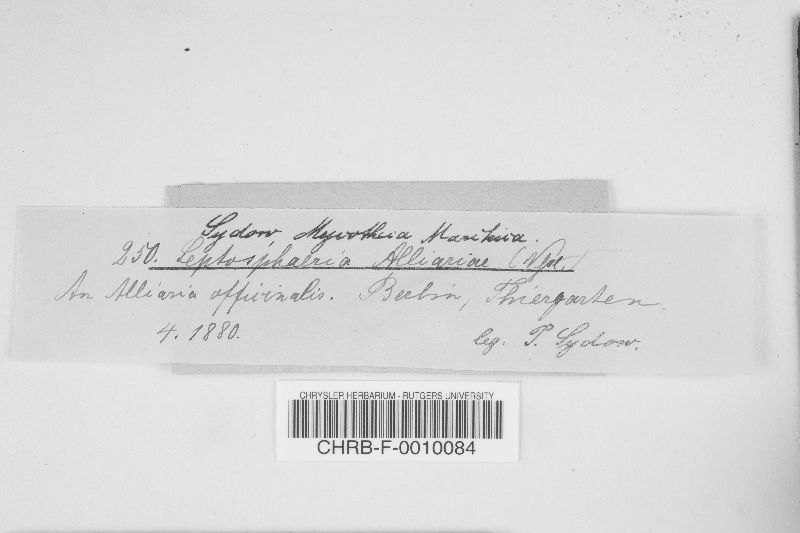 Sydow, Mycotheca Marchica.
250. Leptosphaeria Alliariae (Nße.)
An Alliaria officinalis. Berlin, Thiergarten.
4. 1880.
leg. P. Sydow.
CHRYSLER HERBARIUM - RUTGERS UNIVERSITY
CHRB-F-0010084